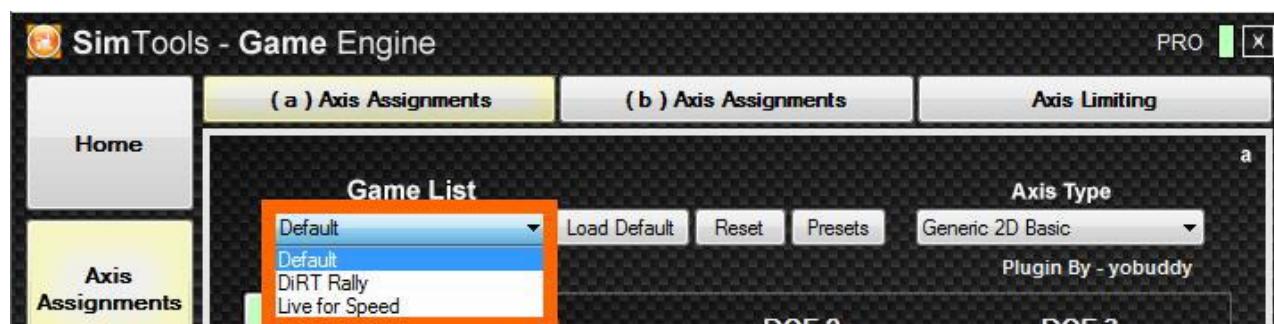 SimTools - Game Engine PRO X
( a ) Axis Assignments ( b ) Axis Assignments Axis Limiting
Home
a
Game List Axis Type
Default Load Default Reset Presets Generic 2D Basic
Default
Plugin By - yobuddy
DiRT Rally
Axis Assignments
Live for Speed